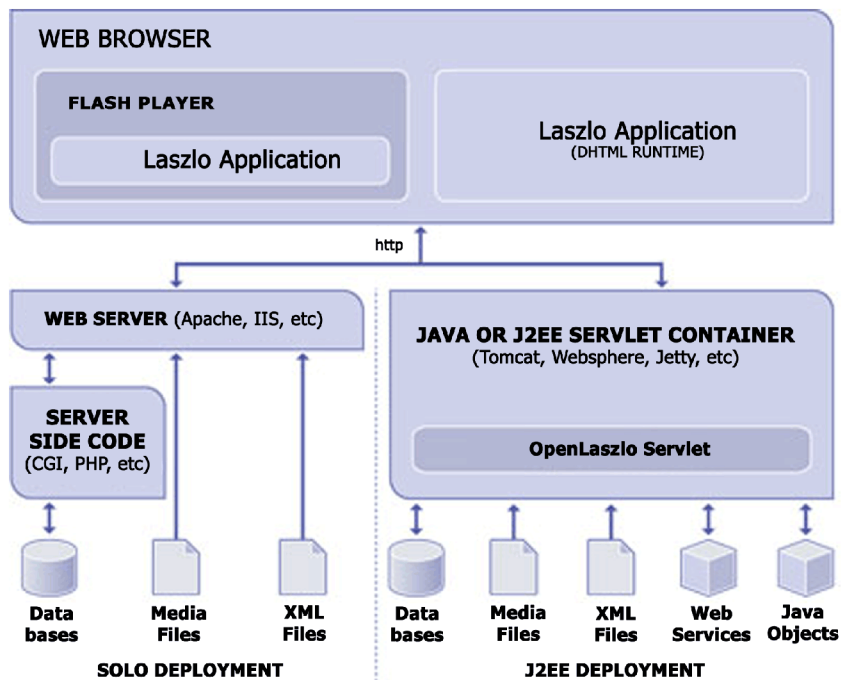 WEB BROWSER
FLASH PLAYER
Laszlo Application
Laszlo Application
(DHTML RUNTIME)
http
WEB SERVER (Apache, IIS, etc)
JAVA OR J2EE SERVLET CONTAINER
(Tomcat, Websphere, Jetty, etc)
SERVER
SIDE CODE
(CGI, PHP, etc)
OpenLaszlo Servlet
Data
bases
Media
Files
XML
Files
Data
bases
Media
Files
XML
Files
Web
Services
Java
Objects
SOLO DEPLOYMENT
J2EE DEPLOYMENT